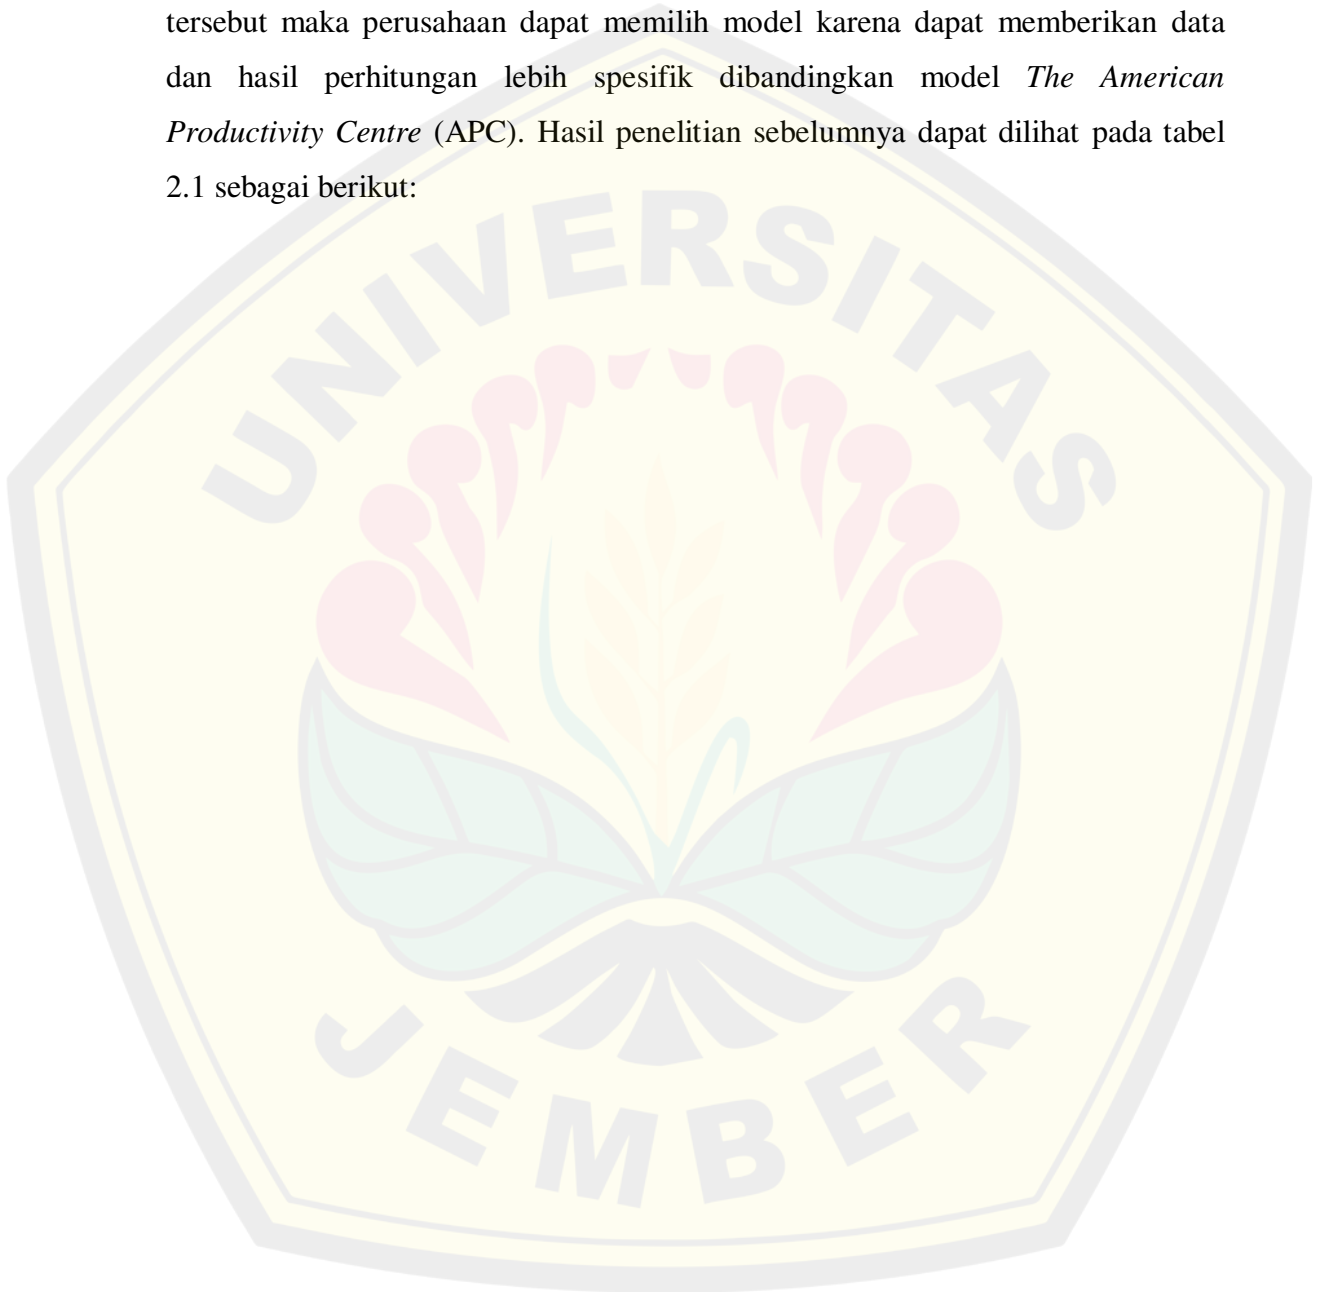 tersebut maka perusahaan dapat memilih model karena dapat memberikan data
dan hasil perhitungan lebih spesifik dibandingkan model The American
Productivity Centre (APC). Hasil penelitian sebelumnya dapat dilihat pada tabel
2.1 sebagai berikut:
UNIVERSITAS
JEMBER